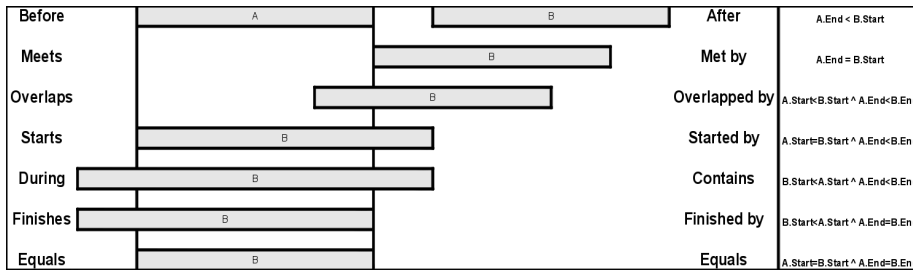 Before A B After A.End < B.Start
Meets B Met by A.End = B.Start
Overlaps B Overlapped by A.Start<B.Start ^ A.End<B.En
Starts B Started by A.Start=B.Start ^ A.End<B.En
During B Contains B.Start<A.Start ^ A.End<B.En
Finishes B Finished by B.Start<A.Start ^ A.End=B.En
Equals B Equals A.Start=B.Start ^ A.End=B.En